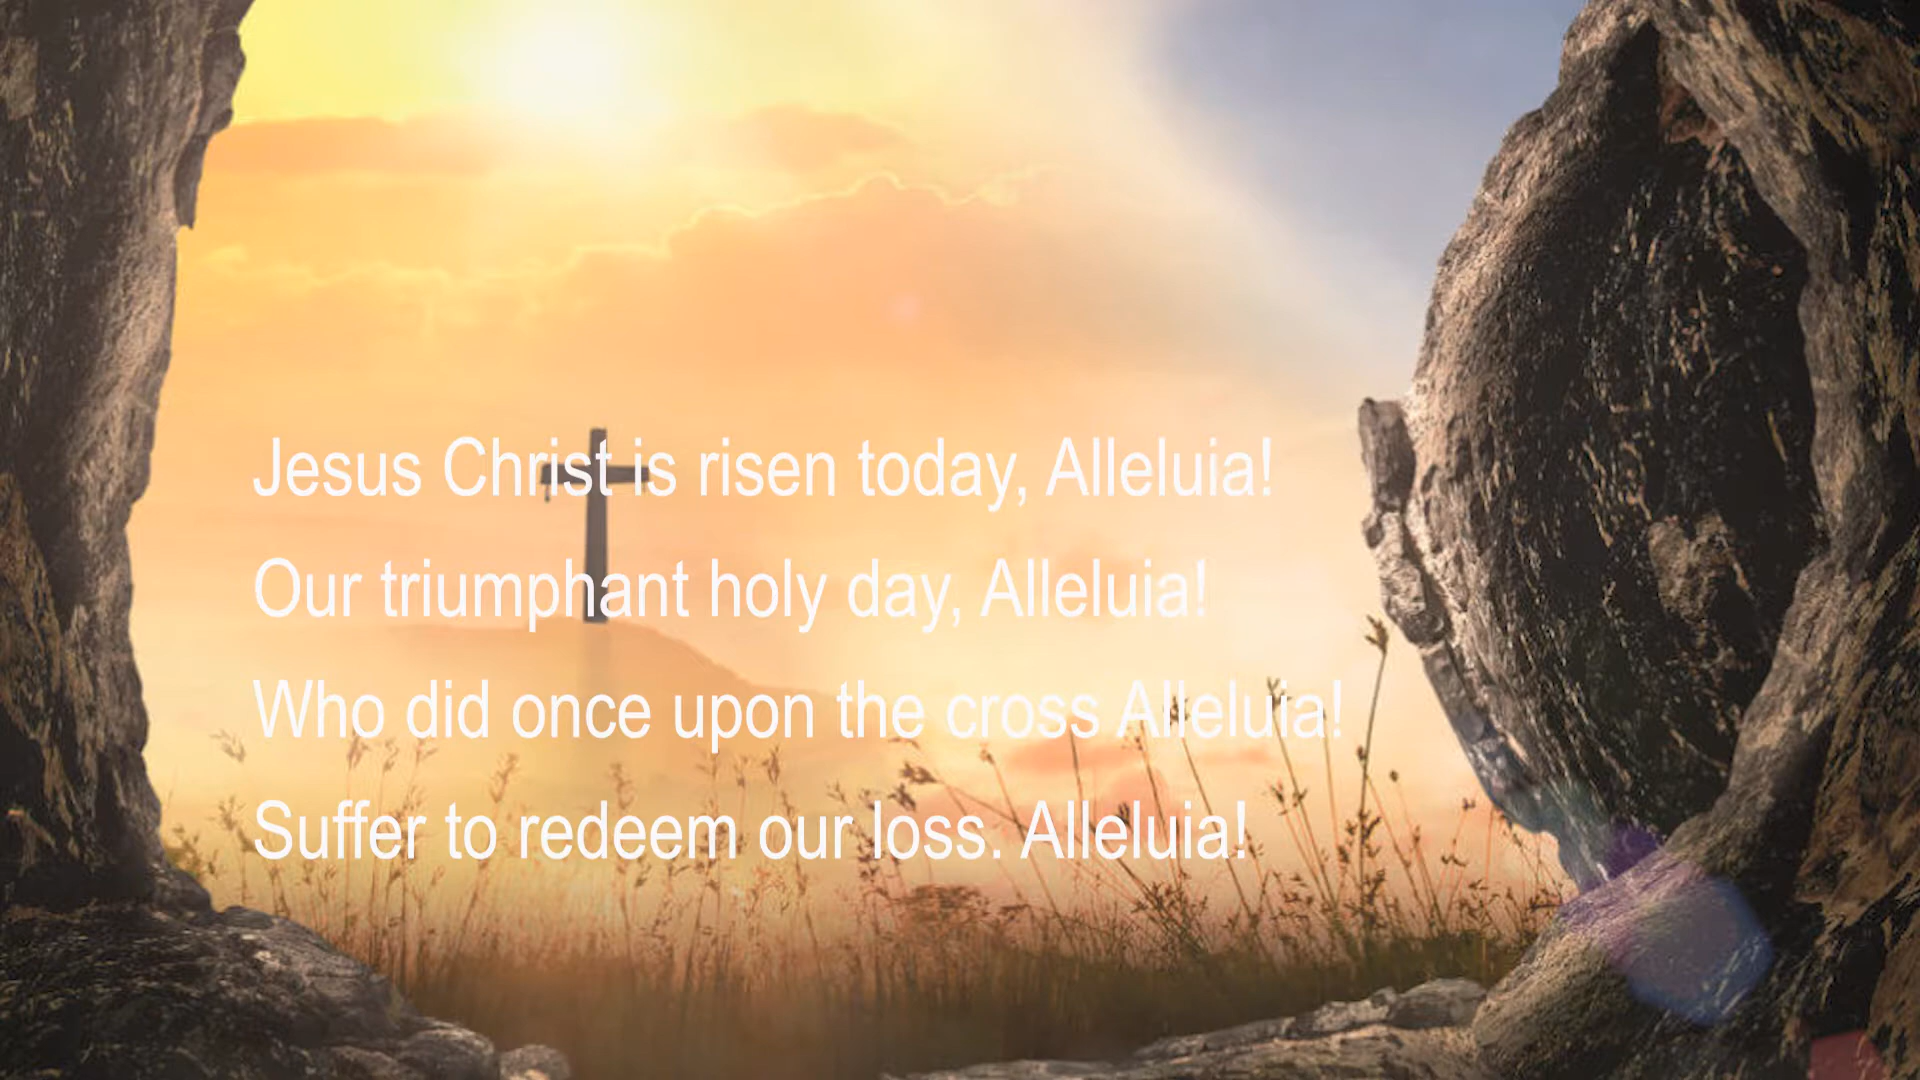 Jesus Christ is risen today, Alleluia!
Our triumphant holy day, Alleluia!
Who did once upon the cross Alleluia!
Suffer to redeem our loss. Alleluia!